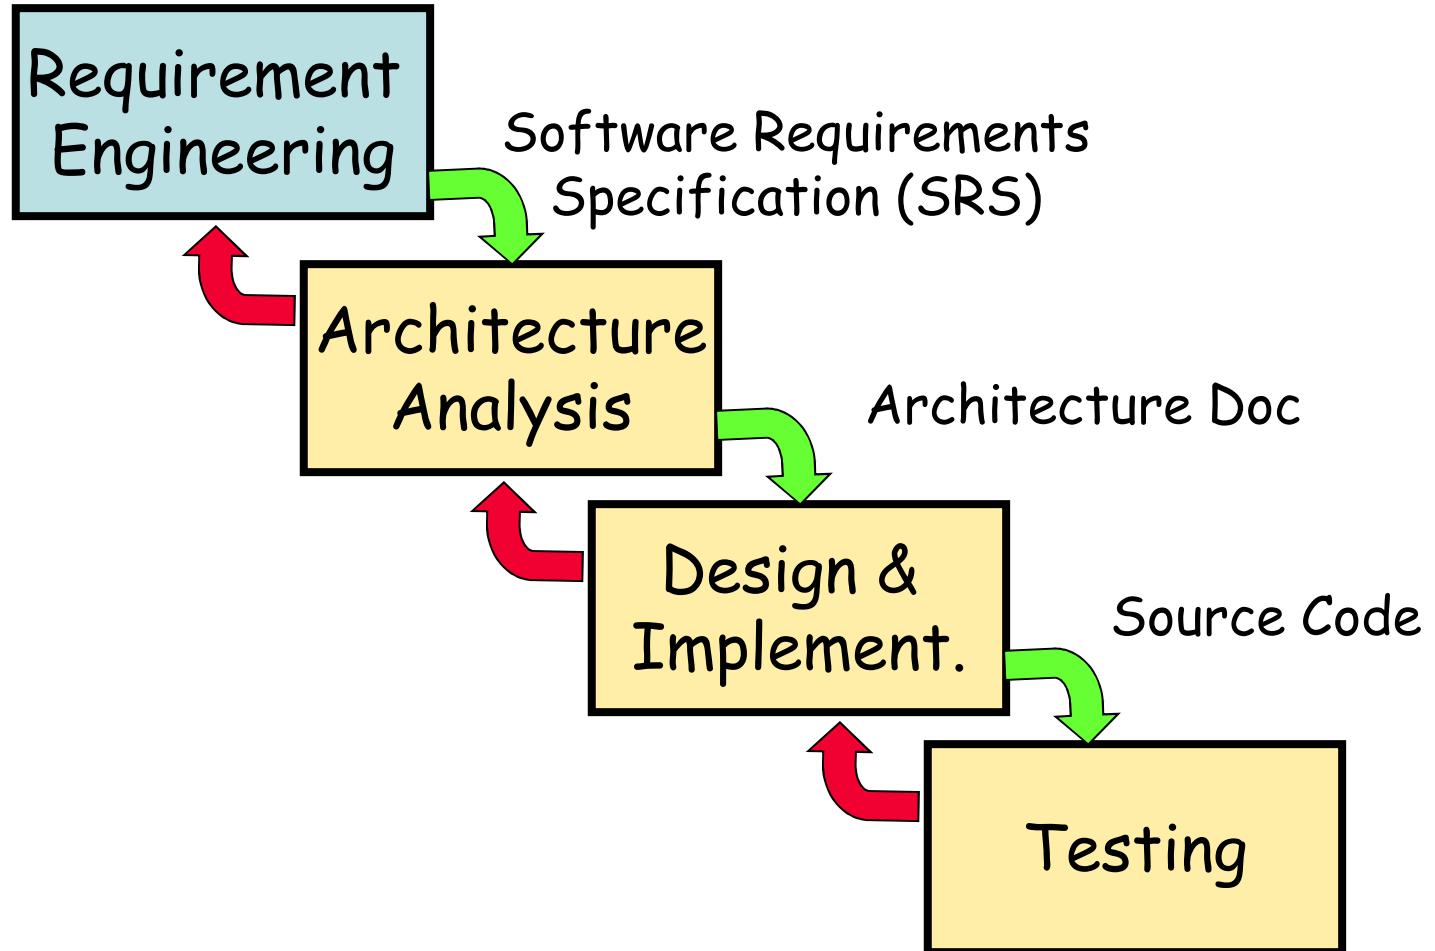 Requirement
Engineering
Software Requirements
Specification (SRS)
Architecture
Analysis
Architecture Doc
Design &
Implement.
Source Code
Testing